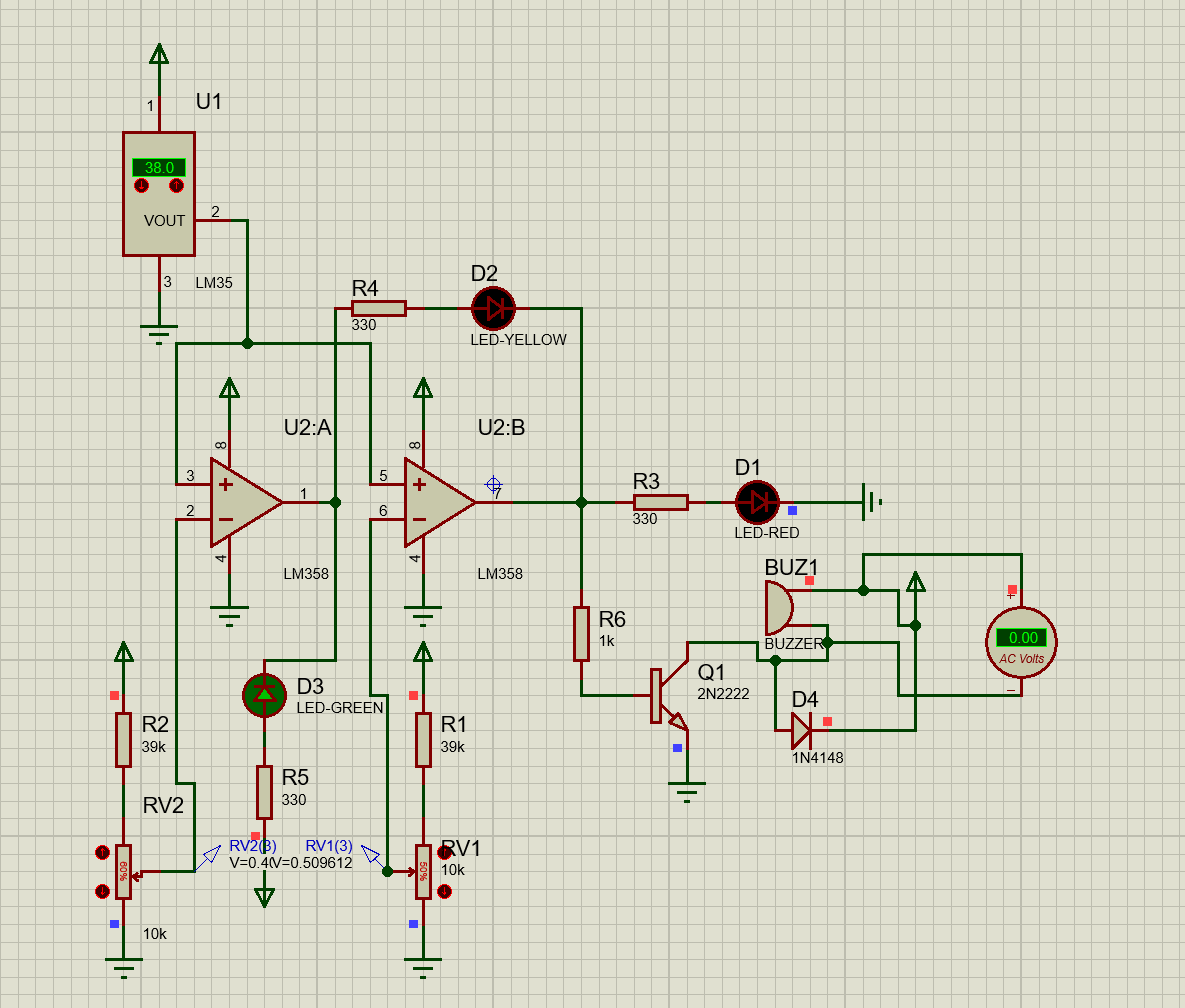 1
U1
38.0
VOUT
2
3
LM35
R4
330
D2
LED-YELLOW
8
U2:A
3
2
1
4
LM358
8
U2:B
5
6
7
4
LM358
R3
330
D1
LED-RED
BUZ1
BUZZER
+
0.00
AC Volts
R6
1k
Q1
2N2222
D4
1N4148
D3
LED-GREEN
R2
39k
R1
39k
R5
330
RV2
60%
10k
RV2(3)
RV1(3)
V=0.509612
RV1
50%
10k